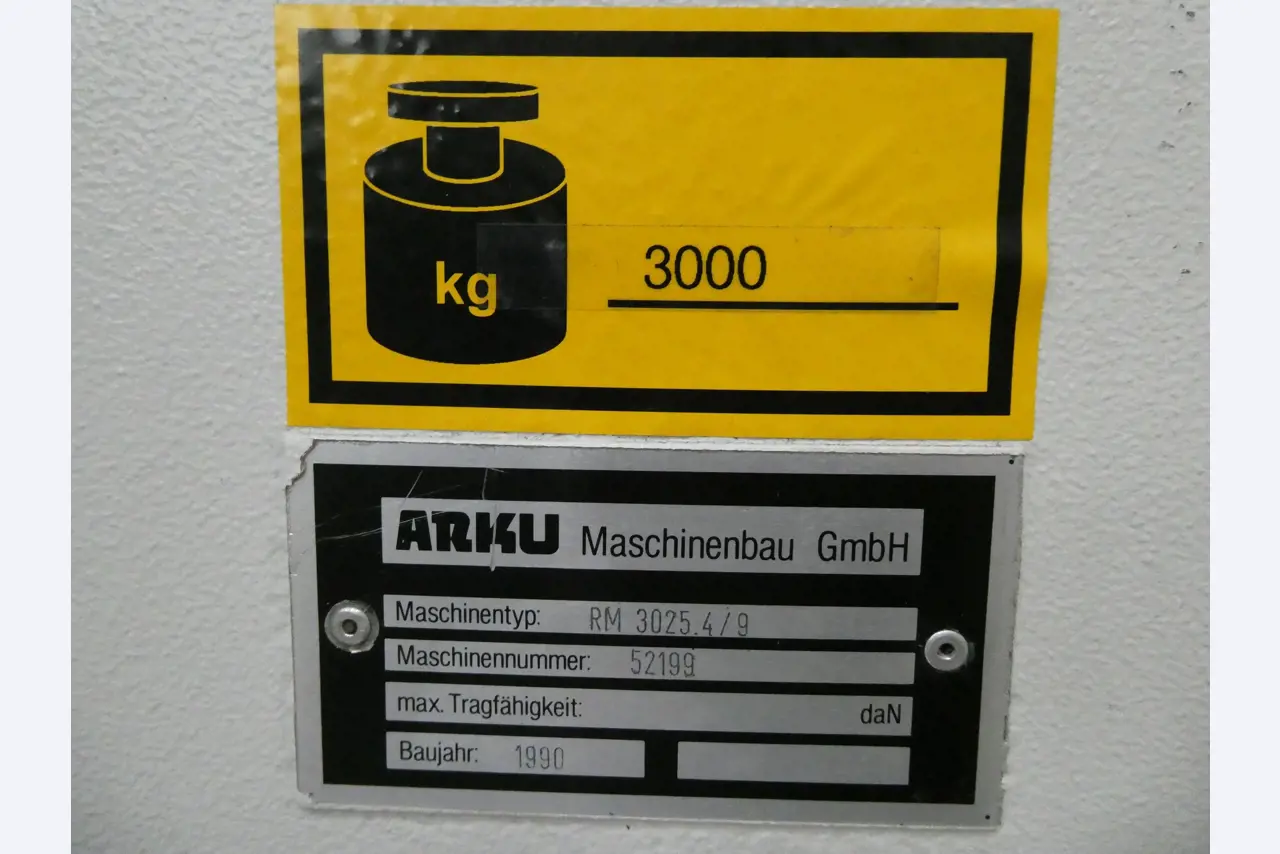 kg 3000
ARKU Maschinenbau GmbH
Maschinentyp: RM 3025.4/9
Maschinennummer: 52199
max. Tragfähigkeit: daN
Baujahr: 1990